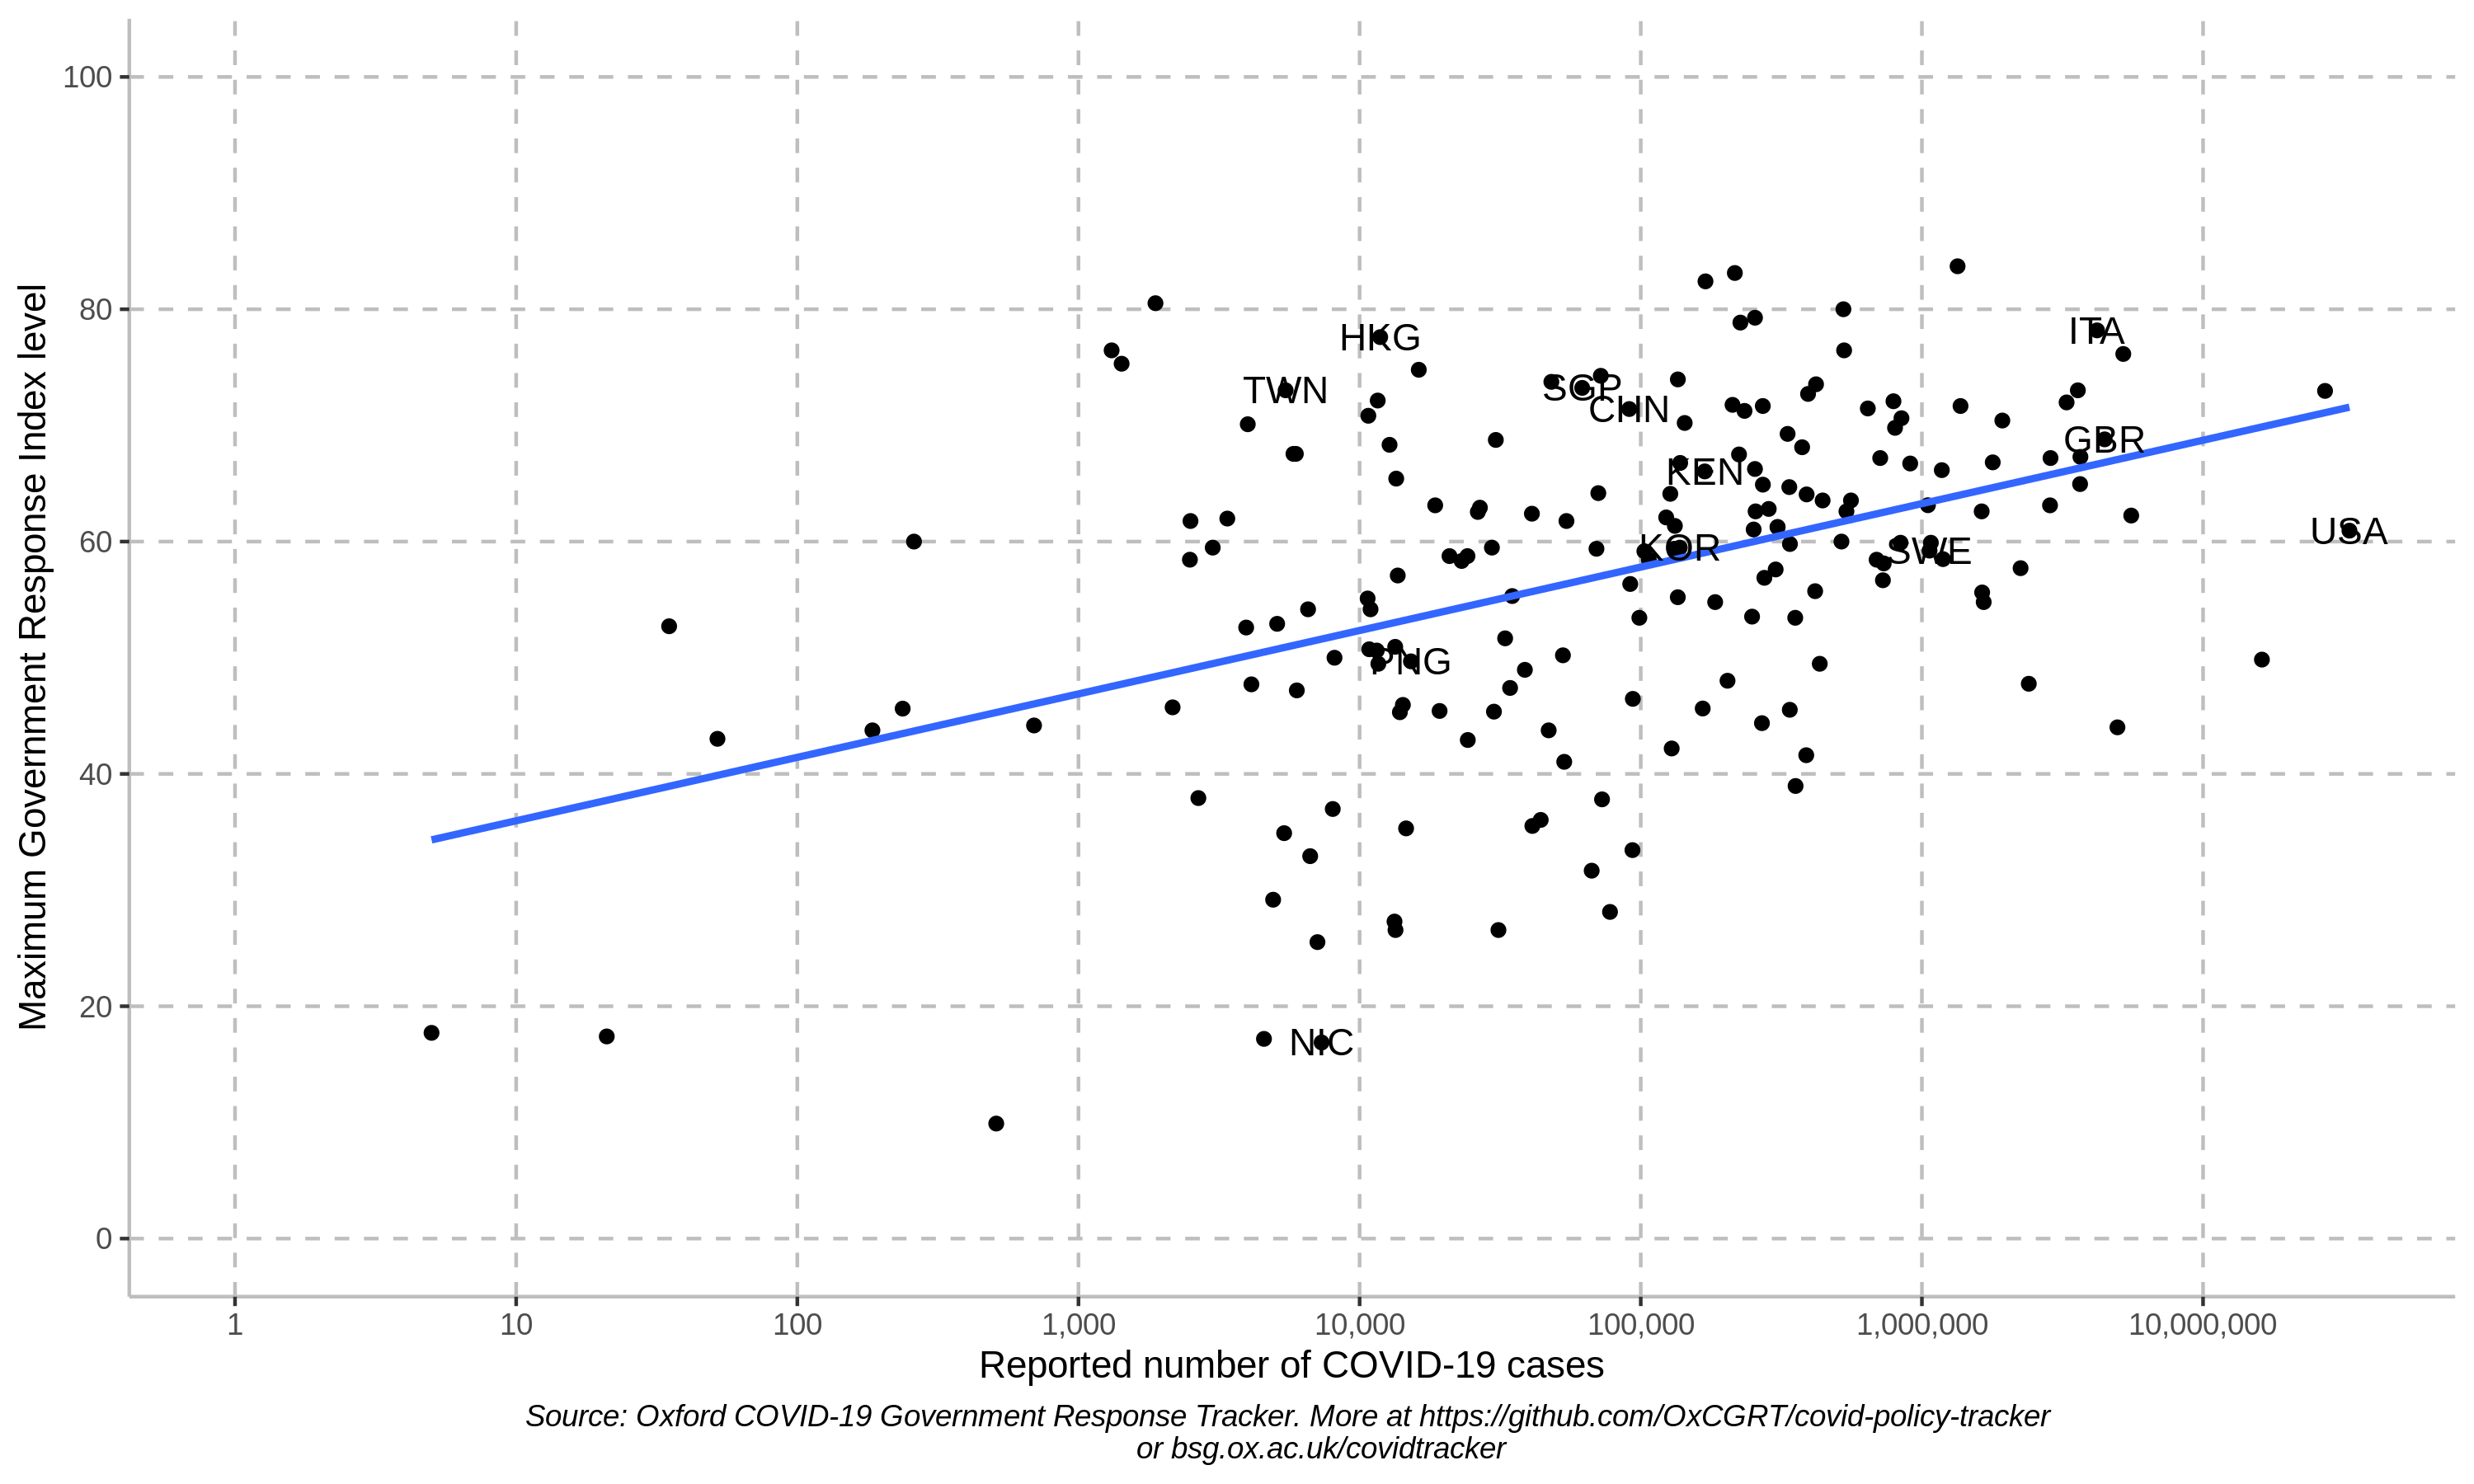 Maximum Government Response Index level
100
80
60
40
20
0
HKG
ITA
TWN
SGP
CHN
GBR
KEN
USA
KOR
SWE
PNG
NIC
1 10 100 1,000 10,000 100,000 1,000,000 10,000,000
Reported number of COVID-19 cases
Source: Oxford COVID-19 Government Response Tracker. More at https://github.com/OxCGRT/covid-policy-tracker
or bsg.ox.ac.uk/covidtracker